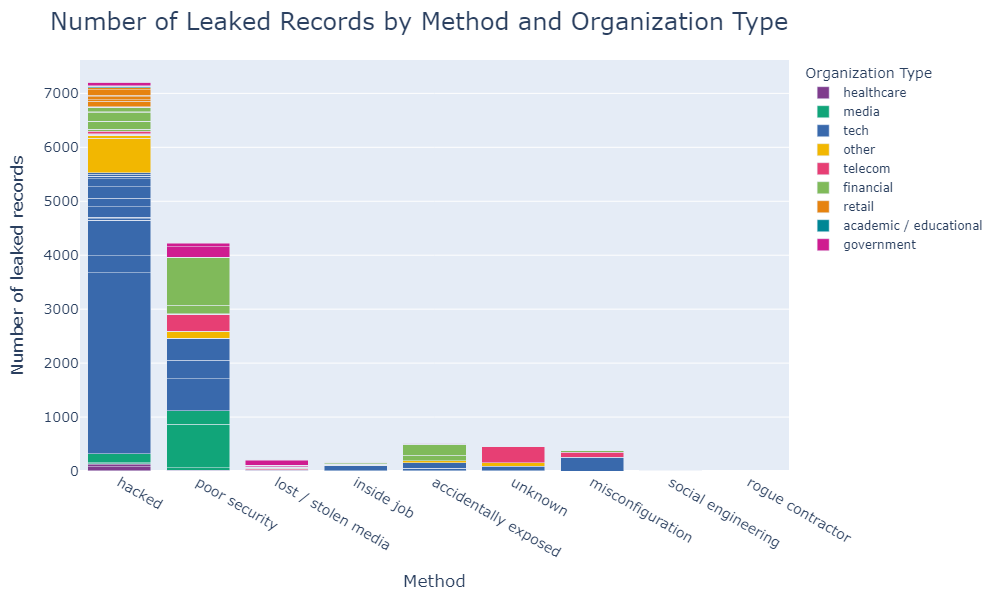 Number of Leaked Records by Method and Organization Type
Number of leaked records
7000
6000
5000
4000
3000
2000
1000
0
hacked
poor security
lost / stolen media
inside job
accidentally exposed
unknown
misconfiguration
social engineering
rogue contractor
Method
Organization Type
healthcare
media
tech
other
telecom
financial
retail
academic / educational
government